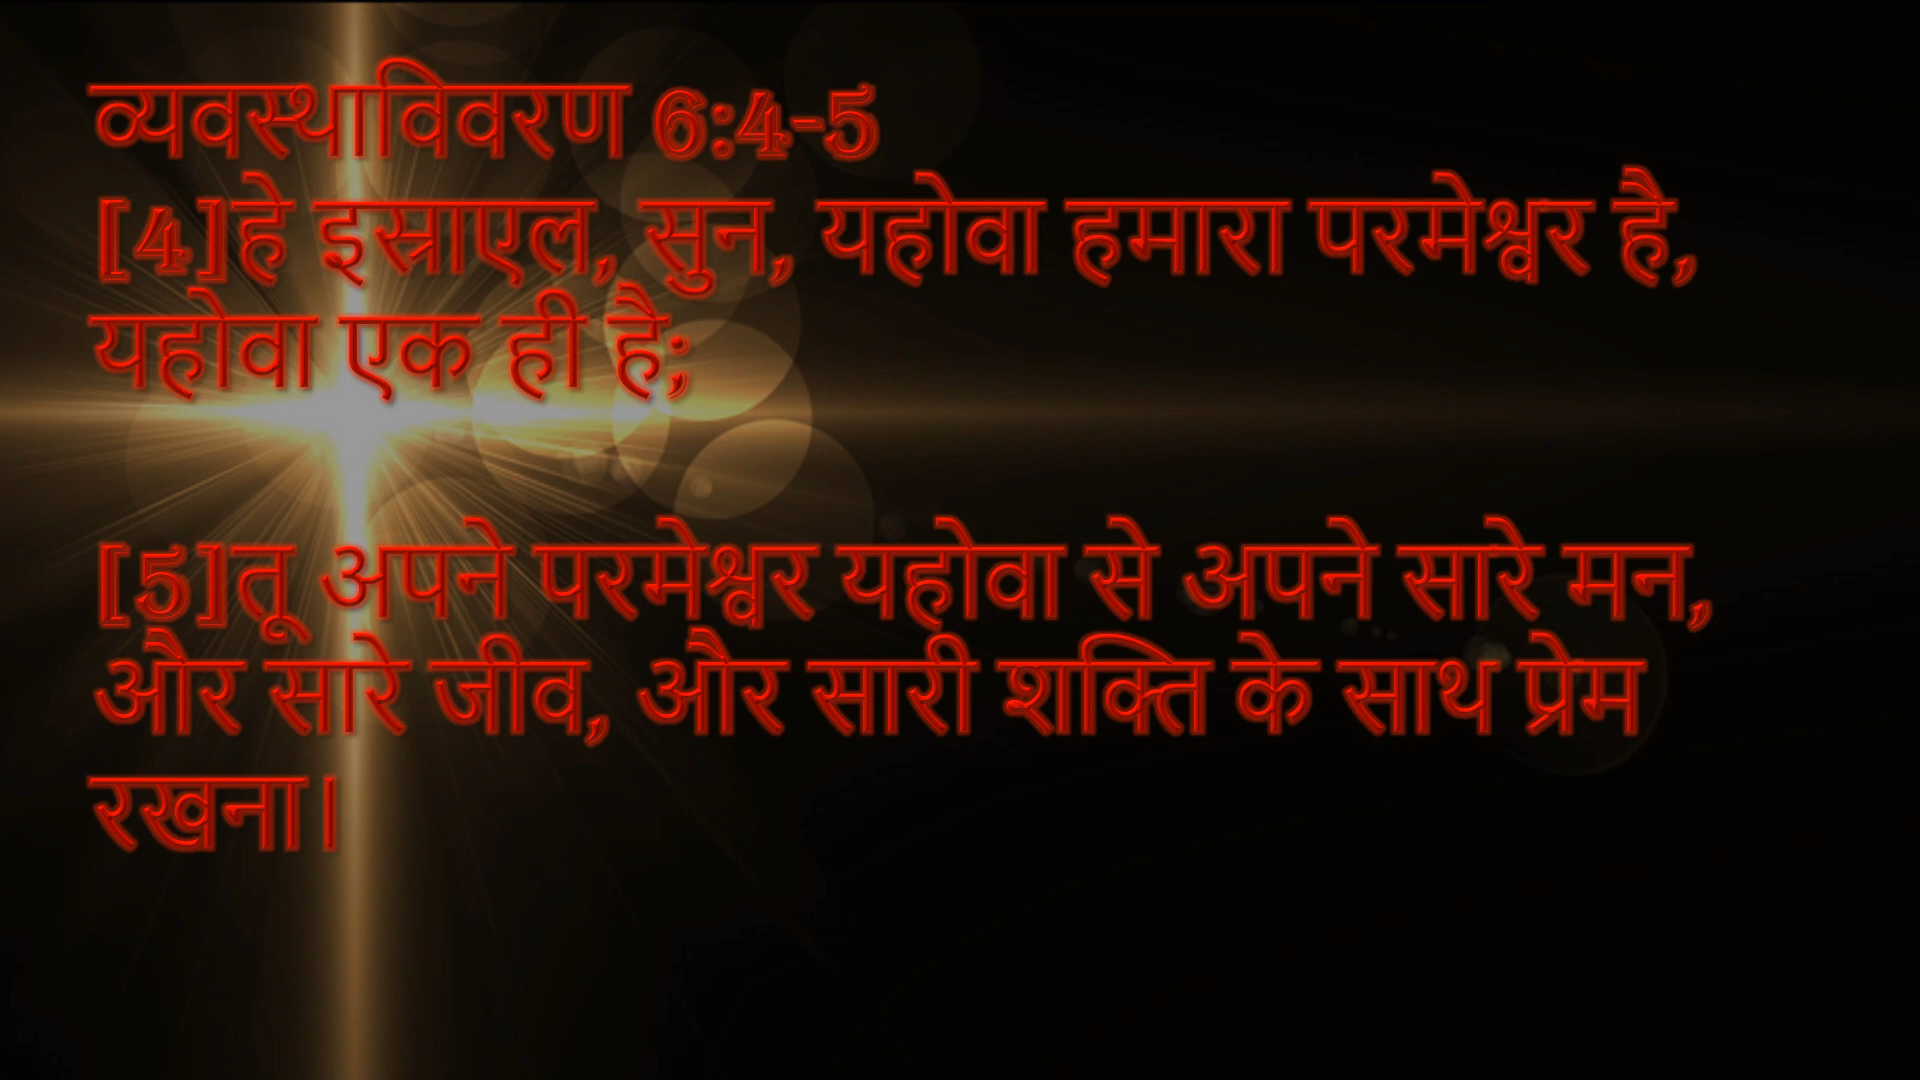 व्यवस्थाविवरण 6:4-5
[4]हे इस्राएल, सुन, यहोवा हमारा परमेश्वर है,
यहोवा एक ही है;
[5]तू अपने परमेश्वर यहोवा से अपने सारे मन,
और सारे जीव, और सारी शक्ति के साथ प्रेम
रखना।